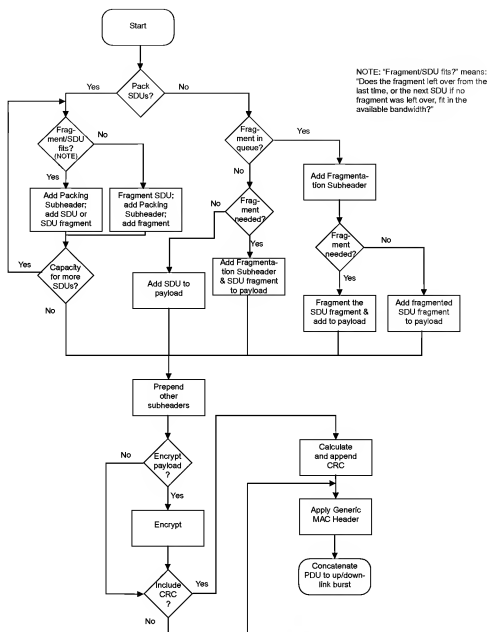 Start
Pack
SDUs?
Yes
No
NOTE: "Fragment/SDU fits?" means:
"Does the fragment left over from the
last time, or the next SDU if no
fragment was left over, fit in the
available bandwidth?"
Frag-
ment/SDU
fits?
(NOTE)
No
Yes
Frag-
ment in
queue?
Yes
No
Add Packing
Subheader;
add SDU or
SDU fragment
Fragment SDU;
add Packing
Subheader;
add fragment
Add Fragmenta-
tion Subheader
Frag-
ment
needed?
No
Yes
Frag-
ment
needed?
No
Yes
Yes
Capacity
for more
SDUs?
No
Add SDU to
payload
Add Fragmenta-
tion Subheader
& SDU fragment
to payload
Fragment the
SDU fragment &
add to payload
Add fragmented
SDU fragment
to payload
Prepend
other
subheaders
No
Encrypt
payload
?
Yes
Calculate
and append
CRC
Encrypt
Apply Generic
MAC Header
Include
CRC
?
Yes
No
Concatenate
PDU to up/down-
link burst